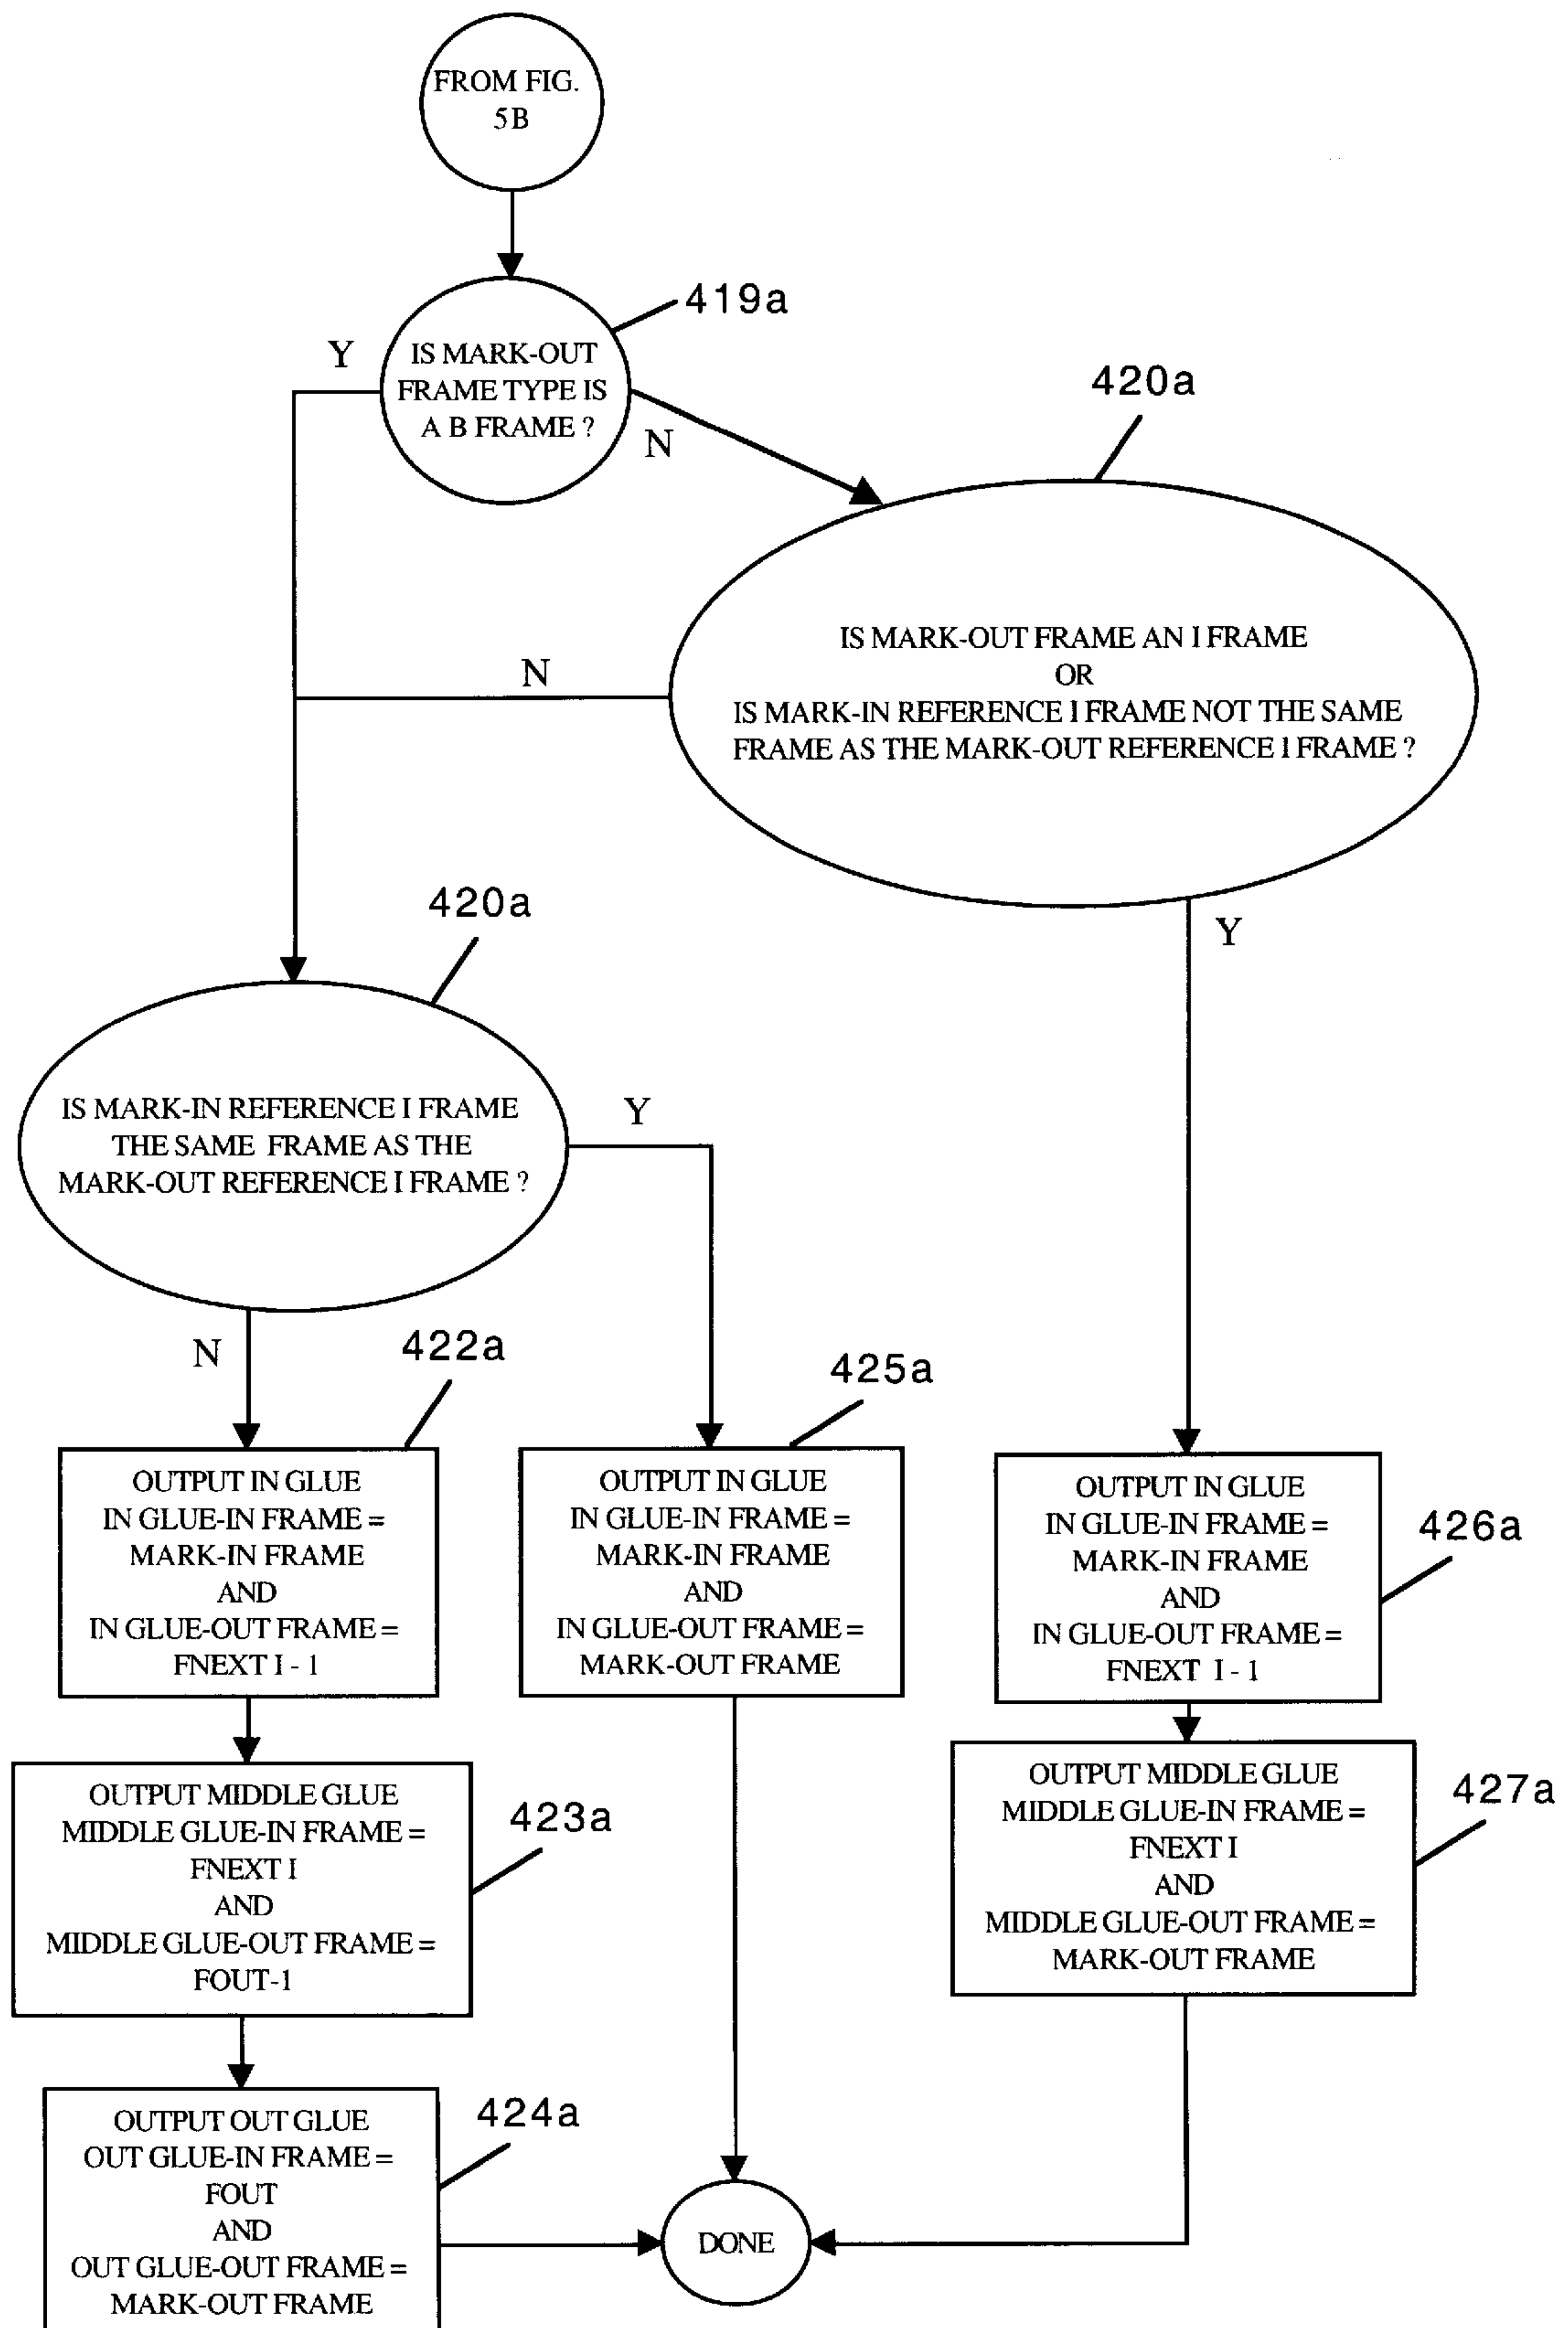 FROM FIG.
5B
419a
Y
IS MARK-OUT
FRAME TYPE IS
A B FRAME ?
N
420a
IS MARK-OUT FRAME AN I FRAME
OR
IS MARK-IN REFERENCE I FRAME NOT THE SAME
FRAME AS THE MARK-OUT REFERENCE I FRAME ?
N
Y
420a
IS MARK-IN REFERENCE I FRAME
THE SAME FRAME AS THE
MARK-OUT REFERENCE I FRAME ?
Y
N
422a
OUTPUT IN GLUE
IN GLUE-IN FRAME =
MARK-IN FRAME
AND
IN GLUE-OUT FRAME =
FNEXT I - 1
425a
OUTPUT IN GLUE
IN GLUE-IN FRAME =
MARK-IN FRAME
AND
IN GLUE-OUT FRAME =
MARK-OUT FRAME
426a
OUTPUT IN GLUE
IN GLUE-IN FRAME =
MARK-IN FRAME
AND
IN GLUE-OUT FRAME =
FNEXT I - 1
423a
OUTPUT MIDDLE GLUE
MIDDLE GLUE-IN FRAME =
FNEXT I
AND
MIDDLE GLUE-OUT FRAME =
FOUT-1
427a
OUTPUT MIDDLE GLUE
MIDDLE GLUE-IN FRAME =
FNEXT I
AND
MIDDLE GLUE-OUT FRAME =
MARK-OUT FRAME
424a
OUTPUT OUT GLUE
OUT GLUE-IN FRAME =
FOUT
AND
OUT GLUE-OUT FRAME =
MARK-OUT FRAME
DONE